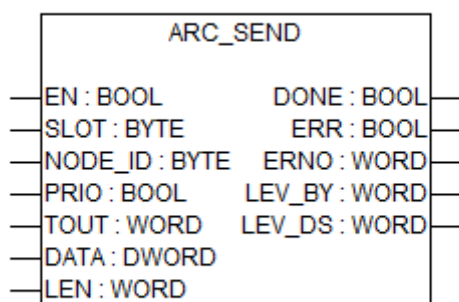 ARC_SEND
EN : BOOL DONE : BOOL
SLOT : BYTE ERR : BOOL
NODE_ID : BYTE ERNO : WORD
PRIO : BOOL LEV_BY : WORD
TOUT : WORD LEV_DS : WORD
DATA : DWORD
LEN : WORD